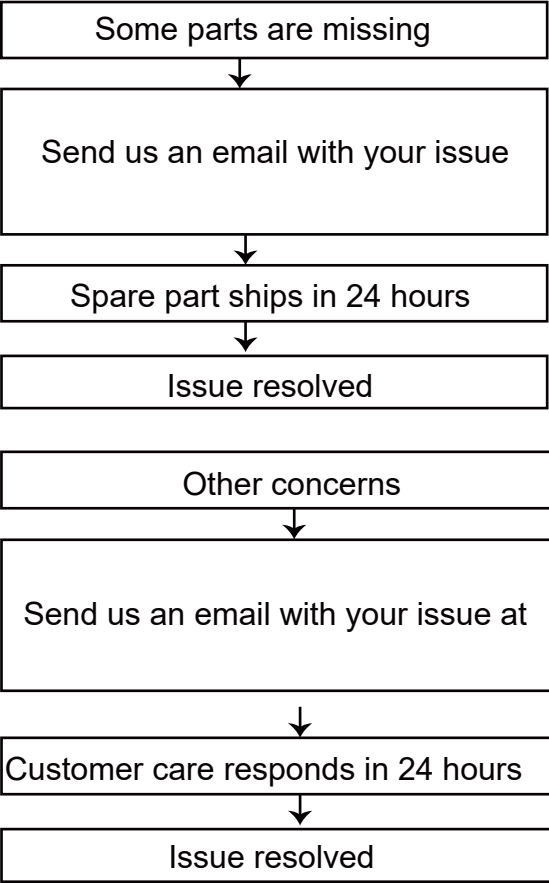 Some parts are missing
Send us an email with your issue
Spare part ships in 24 hours
Issue resolved
Other concerns
Send us an email with your issue at
Customer care responds in 24 hours
Issue resolved